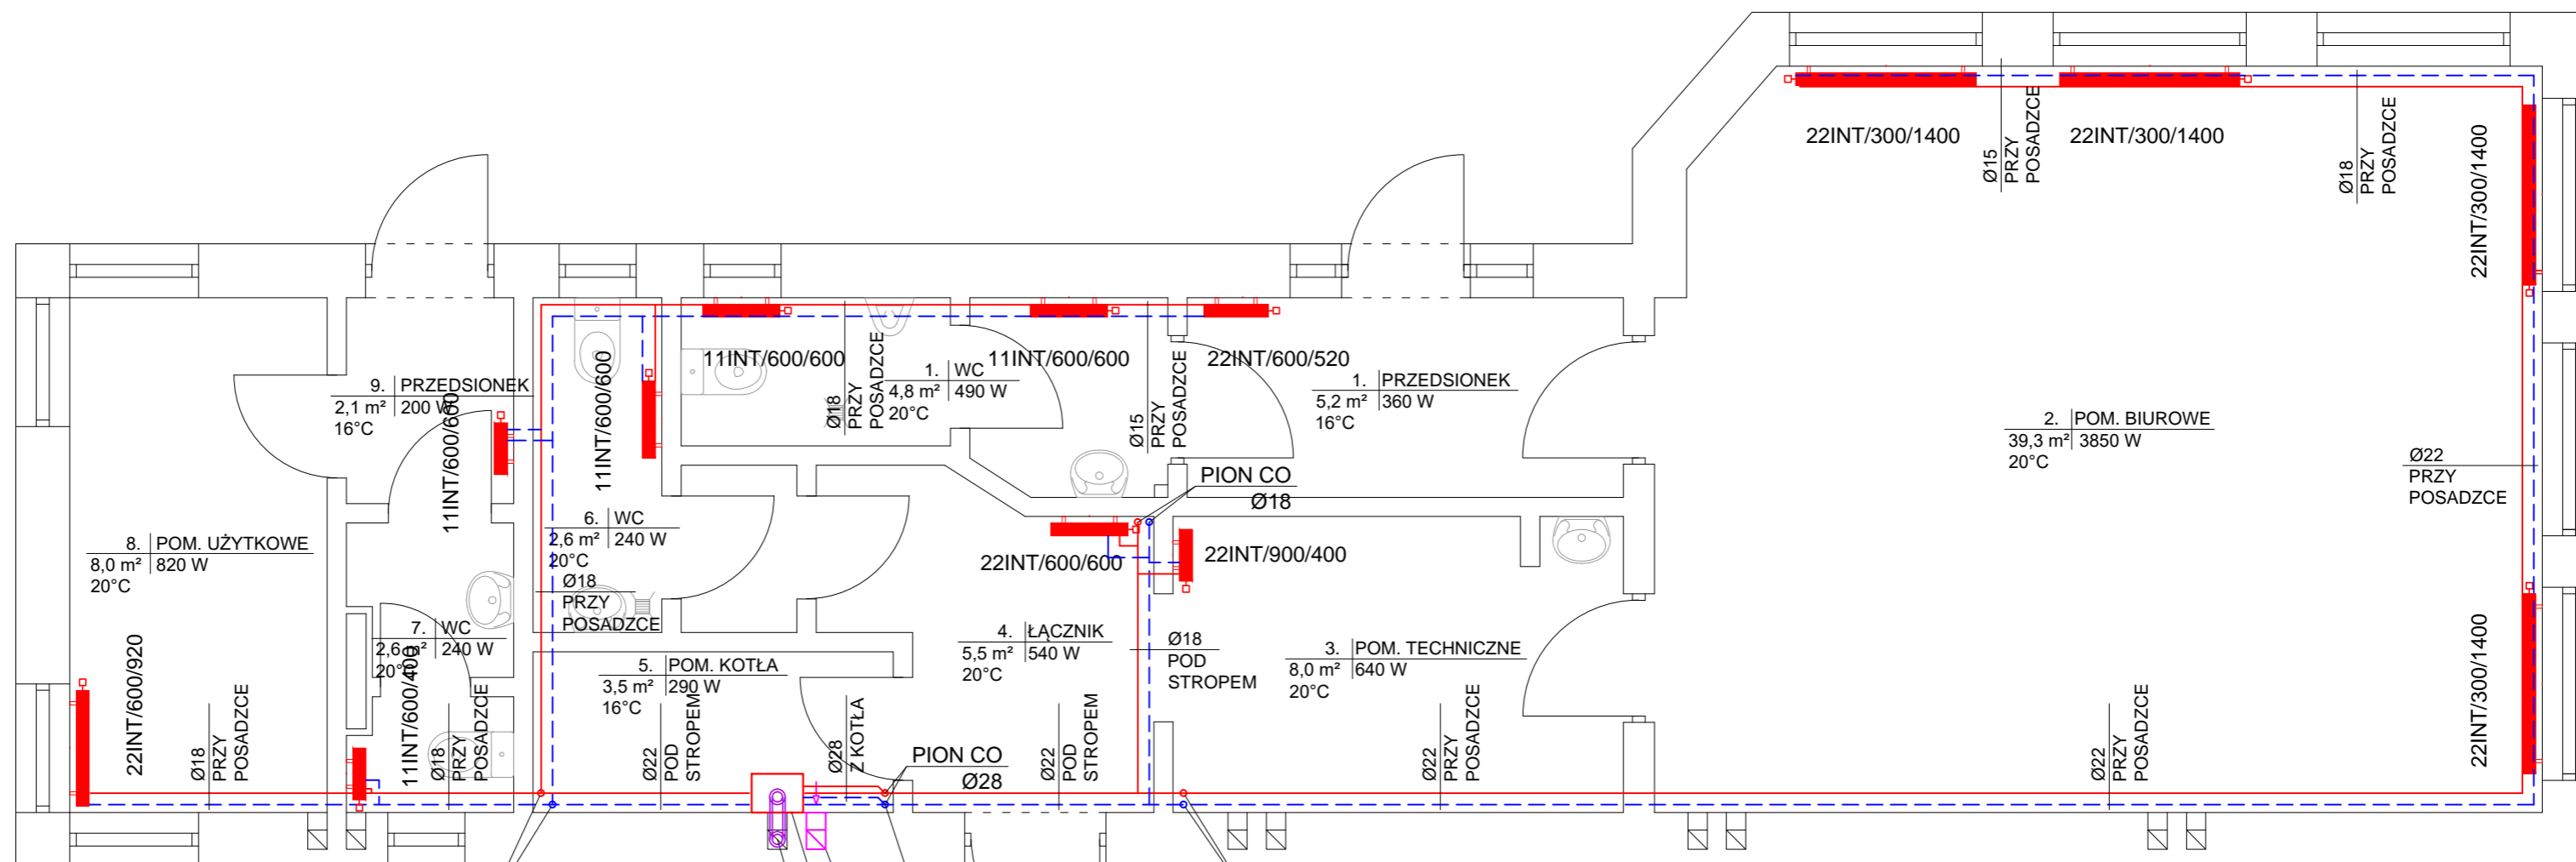 22INT/300/1400
22INT/300/1400
Ø15
PRZY
POSADZCE
Ø18
PRZY
POSADZCE
22INT/300/1400
11INT/600/600
11INT/600/600
22INT/600/520
Ø18
PRZY
POSADZCE
1. WC
4,8 m² 490 W
20°C
Ø15
PRZY
POSADZCE
1. PRZEDSIONEK
5,2 m² 360 W
16°C
9. PRZEDSIONEK
2,1 m² 200 W
16°C
11INT/600/600
11INT/600/600
2. POM. BIUROWE
39,3 m² 3850 W
20°C
Ø22
PRZY
POSADZCE
PION CO
Ø18
8. POM. UŻYTKOWE
8,0 m² 820 W
20°C
6. WC
2,6 m² 240 W
20°C
Ø18
PRZY
POSADZCE
22INT/600/600
22INT/900/400
7. WC
2,6 m² 240 W
20°C
4. ŁĄCZNIK
5,5 m² 540 W
20°C
Ø18
POD
STROPEM
3. POM. TECHNICZNE
8,0 m² 640 W
20°C
5. POM. KOTŁA
3,5 m² 290 W
16°C
22INT/600/920
Ø18
PRZY
POSADZCE
11INT/600/400
Ø18
PRZY
POSADZCE
Ø22
POD
STROPEM
Ø28
Z KOTŁA
PION CO
Ø28
Ø22
POD
STROPEM
Ø22
PRZY
POSADZCE
Ø22
PRZY
POSADZCE
22INT/300/1400